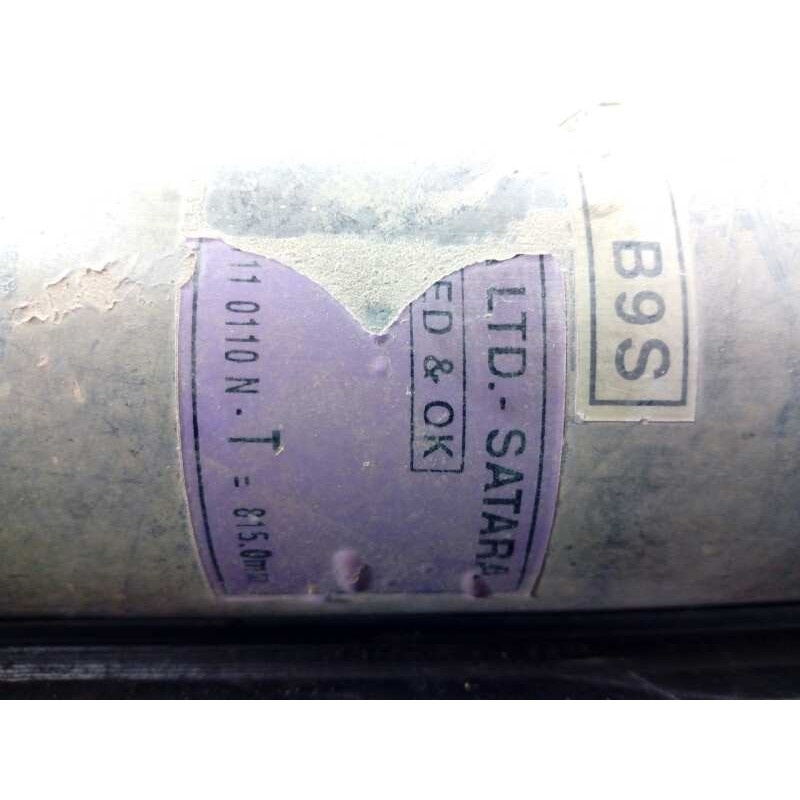 B9S
LTD.- SATARA
ED & OK
11 0110 N - T = 815.0mm